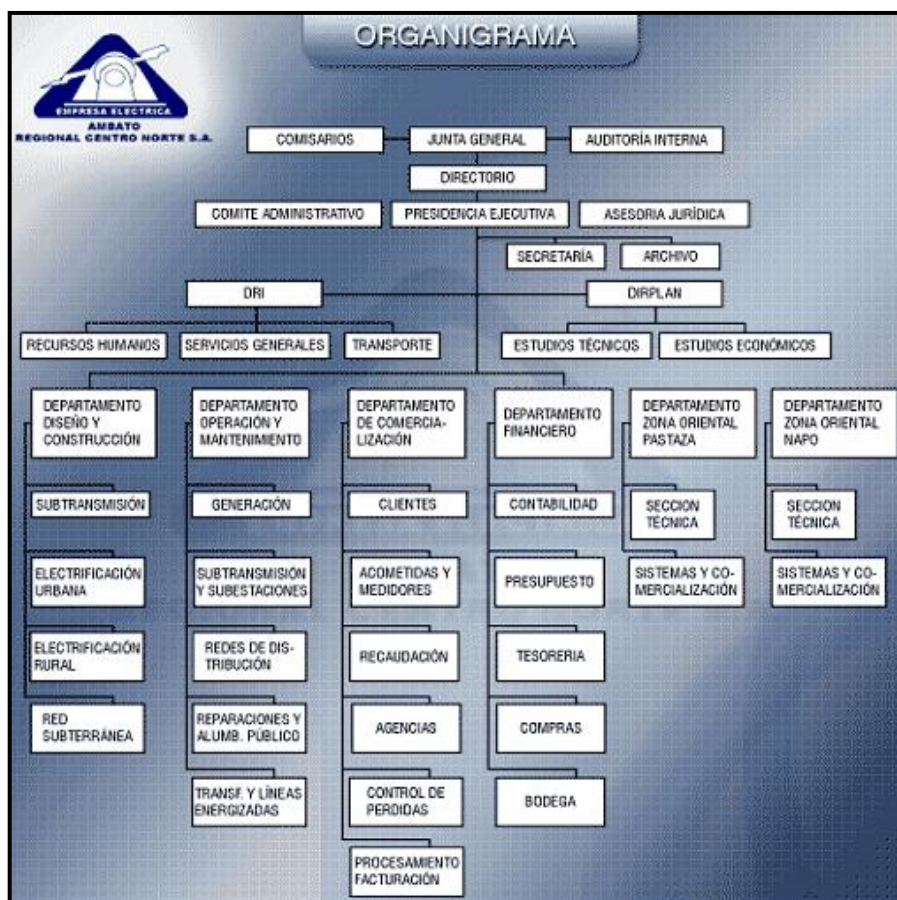 ORGANIGRAMA
EMPRESA ELECTRICA
AMBATO
REGIONAL CENTRO NORTE S.A.
COMISARIOS
JUNTA GENERAL
AUDITORÍA INTERNA
DIRECTORIO
COMITE ADMINISTRATIVO
PRESIDENCIA EJECUTIVA
ASESORIA JURÍDICA
SECRETARÍA
ARCHIVO
DRI
DIRPLAN
RECURSOS HUMANOS
SERVICIOS GENERALES
TRANSPORTE
ESTUDIOS TÉCNICOS
ESTUDIOS ECONÓMICOS
DEPARTAMENTO
DISEÑO Y
CONSTRUCCIÓN
DEPARTAMENTO
OPERACIÓN Y
MANTENIMIENTO
DEPARTAMENTO
DE COMERCIA-
LIZACIÓN
DEPARTAMENTO
FINANCIERO
DEPARTAMENTO
ZONA ORIENTAL
PASTAZA
DEPARTAMENTO
ZONA ORIENTAL
NAPO
SUBTRANSMISIÓN
GENERACIÓN
CLIENTES
CONTABILIDAD
SECCION
TÉCNICA
SECCION
TÉCNICA
ELECTRIFICACIÓN
URBANA
SUBTRANSMISIÓN
Y SUBESTACIONES
ACOMETIDAS Y
MEDIDORES
PRESUPUESTO
SISTEMAS Y CO-
MERCIALIZACIÓN
SISTEMAS Y CO-
MERCIALIZACIÓN
ELECTRIFICACIÓN
RURAL
REDES DE DIS-
TRIBUCIÓN
RECAUDACIÓN
TESORERIA
RED
SUBTERRÁNEA
REPARACIONES Y
ALUMB. PÚBLICO
AGENCIAS
COMPRAS
TRANSF. Y LÍNEAS
ENERGIZADAS
CONTROL DE
PERDIDAS
BODEGA
PROCESAMIENTO
FACTURACIÓN